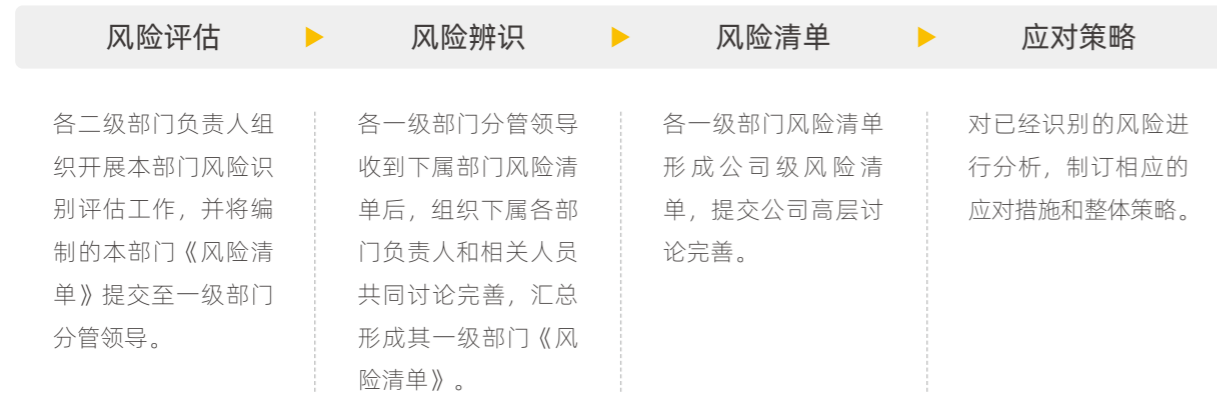 风险评估
风险辨识
风险清单
应对策略
各二级部门负责人组
织开展本部门风险识
别评估工作，并将编
制的本部门《风险清
单》提交至一级部门
分管领导。
各一级部门分管领导
收到下属部门风险清
单后，组织下属各部
门负责人和相关人员
共同讨论完善，汇总
形成其一级部门《风
险清单》。
各一级部门风险清单
形成公司级风险清
单，提交公司高层讨
论完善。
对已经识别的风险进
行分析，制订相应的
应对措施和整体策略。